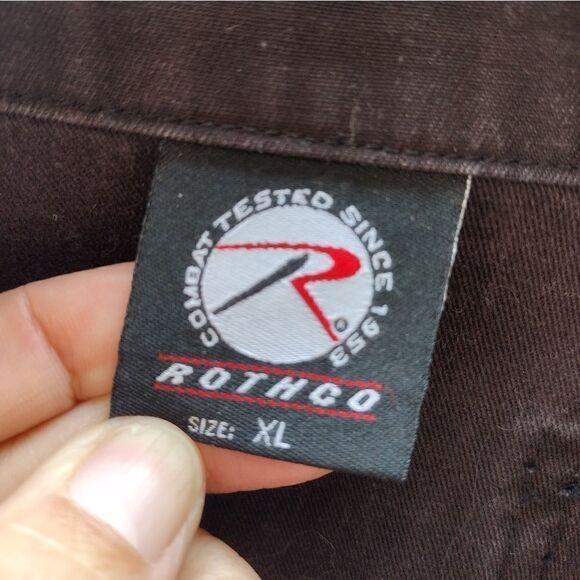 COMBAT TESTED SINCE 1953
R
®
ROTHCO
SIZE: XL